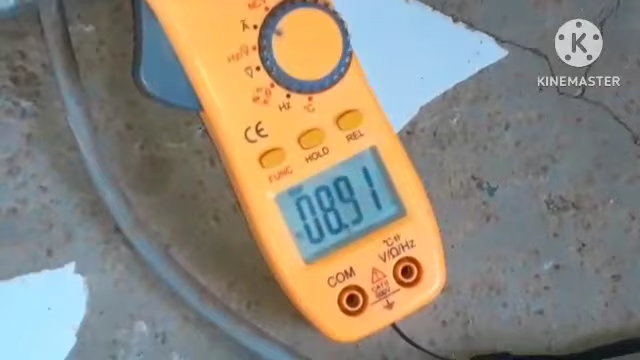 K
KINEMASTER
Hz
°C
CE
FUNC
HOLD
REL
08.91
COM
°C
V/Ω/Hz